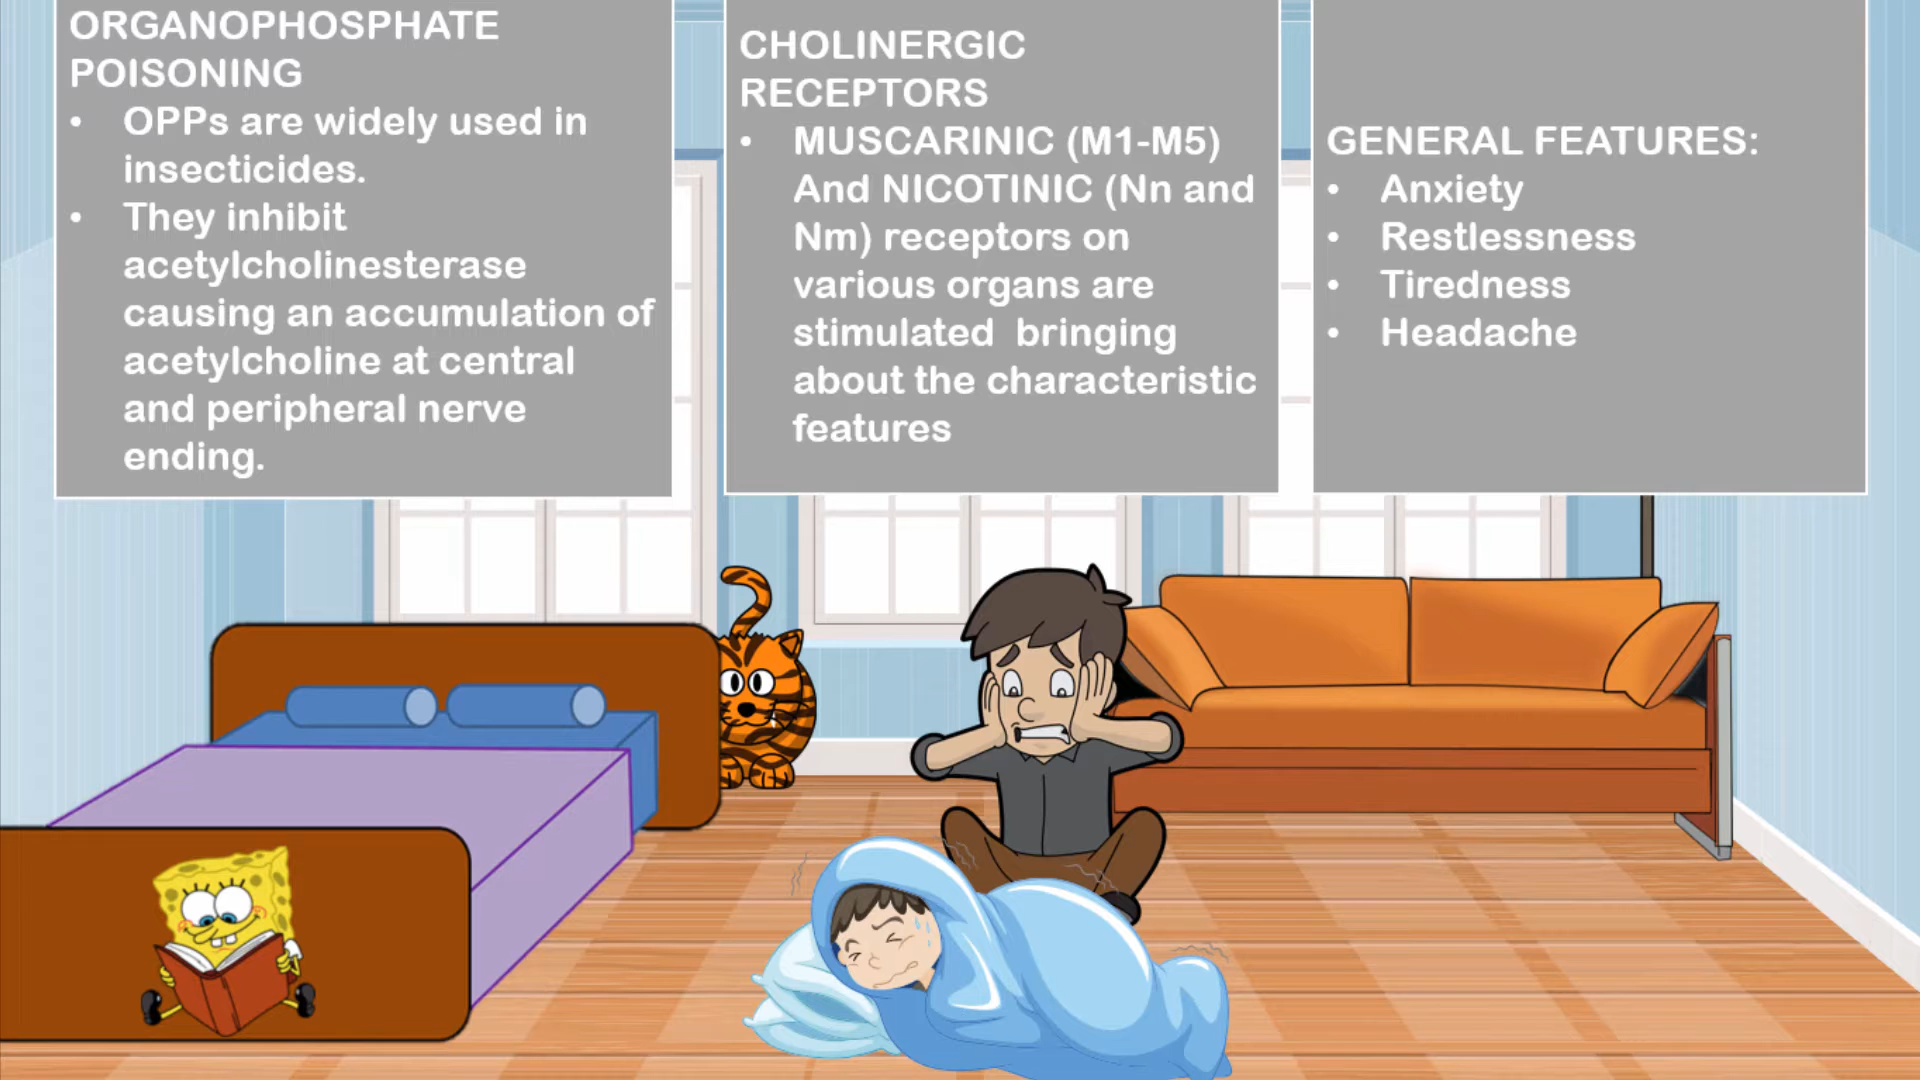 ORGANOPHOSPHATE
POISONING
• OPPs are widely used in
insecticides.
• They inhibit
acetylcholinesterase
causing an accumulation of
acetylcholine at central
and peripheral nerve
ending.
CHOLINERGIC
RECEPTORS
• MUSCARINIC (M1-M5)
And NICOTINIC (Nn and
Nm) receptors on
various organs are
stimulated  bringing
about the characteristic
features
GENERAL FEATURES:
• Anxiety
• Restlessness
• Tiredness
• Headache